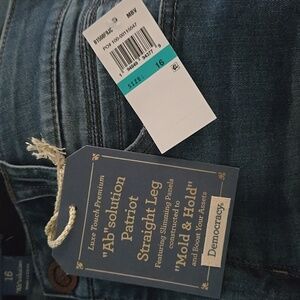 MBV
SIZE: 16
Luxe Touch Premium
"Ab"solution
Patriot
Straight Leg
Featuring Slimming Panels
constructed to
"Mold & Hold"
and Boost Your Assets
Democracy.
16